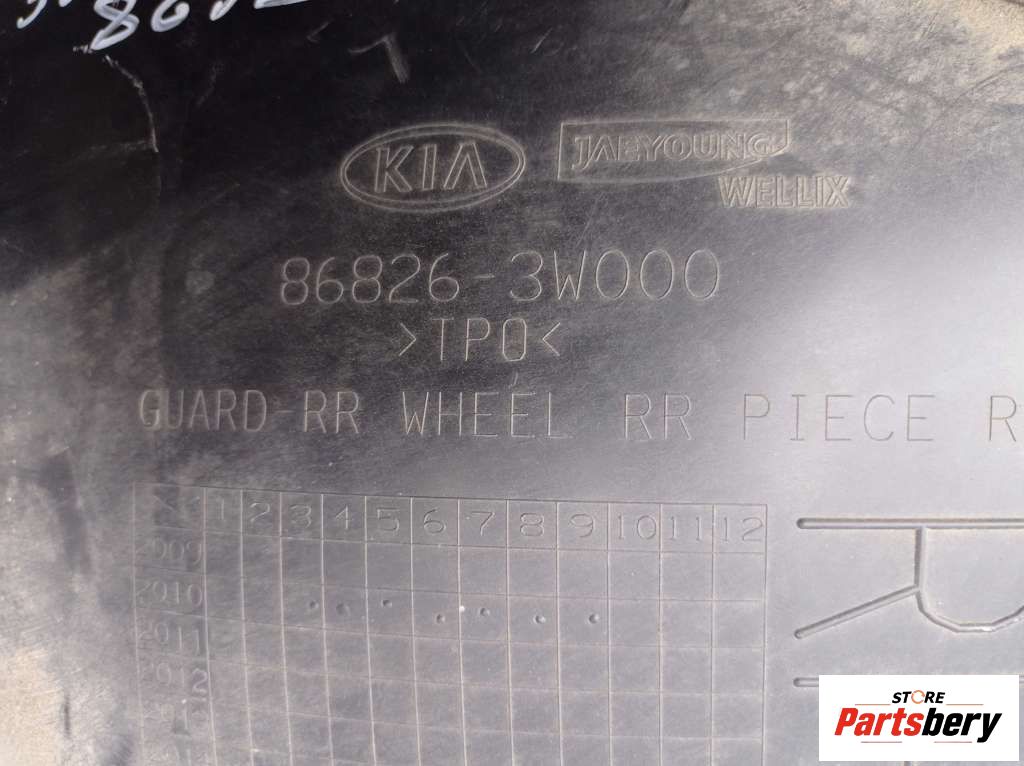 KIA JAEYOUNG
WELLIX
86826-3W000
>TPO<
GUARD-RR WHEEL RR PIECE R
1 2 3 4 5 6 7 8 9 10 11 12
2009
2010
2011
2012
R
STORE
Partsbery